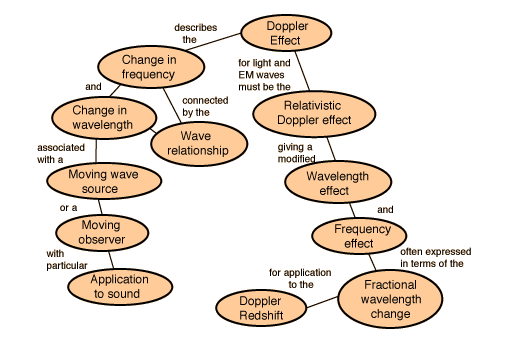 Doppler
Effect
describes
the
Change in
frequency
and
Change in
wavelength
connected
by the
Wave
relationship
associated
with a
Moving wave
source
or a
Moving
observer
with
particular
Application
to sound
for light and
EM waves
must be the
Relativistic
Doppler effect
giving a
modified
Wavelength
effect
and
Frequency
effect
often expressed
in terms of the
Fractional
wavelength
change
for application
to the
Doppler
Redshift